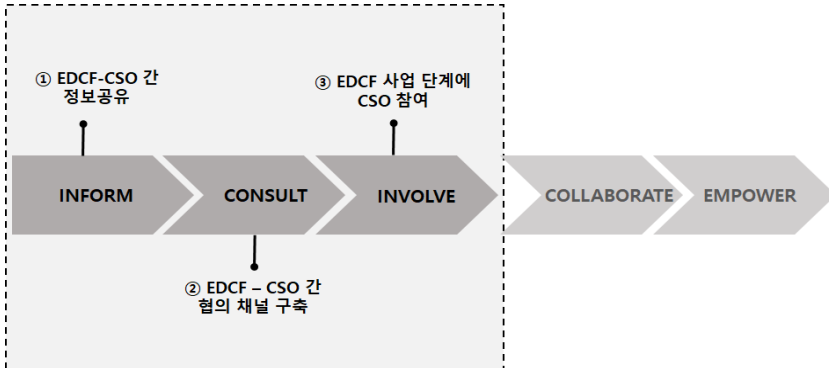 ① EDCF-CSO 간
정보공유
③ EDCF 사업 단계에
CSO 참여
INFORM
CONSULT
INVOLVE
COLLABORATE
EMPOWER
② EDCF – CSO 간
협의 채널 구축